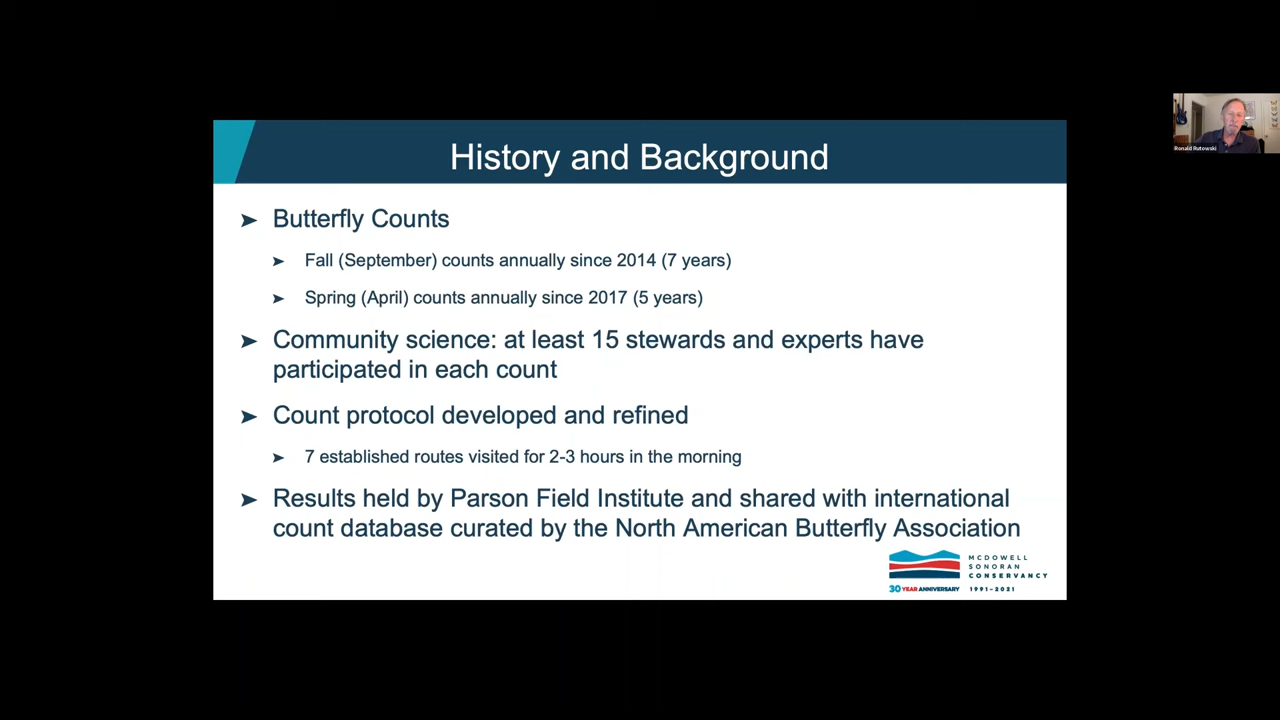 History and Background
Ronald Rutowski
➤ Butterfly Counts
➤ Fall (September) counts annually since 2014 (7 years)
➤ Spring (April) counts annually since 2017 (5 years)
➤ Community science: at least 15 stewards and experts have
participated in each count
➤ Count protocol developed and refined
➤ 7 established routes visited for 2-3 hours in the morning
➤ Results held by Parson Field Institute and shared with international
count database curated by the North American Butterfly Association
MCDOWELL
SONORAN
CONSERVANCY
30 YEAR ANNIVERSARY 1991-2021